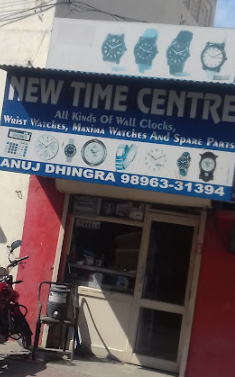 NEW TIME CENTRE
All Kinds Of Wall Clocks,
Wrist Watches, Maxima Watches And Spare Parts
ANUJ DHINGRA 98963-31394